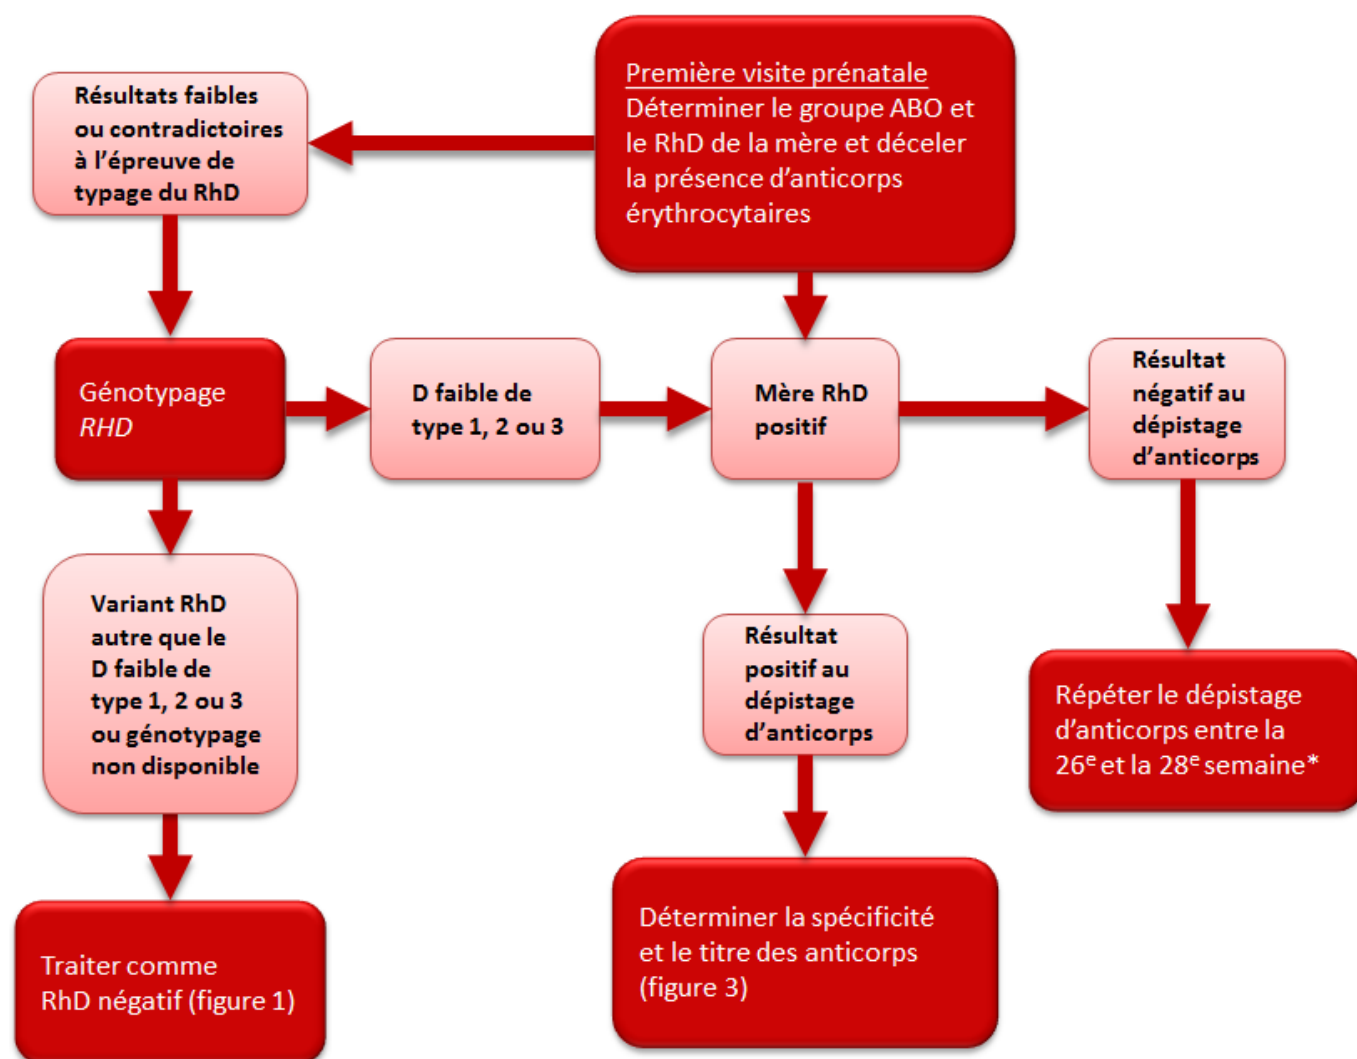 Première visite prénatale
Déterminer le groupe ABO et
le RhD de la mère et déceler
la présence d’anticorps
érythrocytaires
Résultats faibles
ou contradictoires
à l’épreuve de
typage du RhD
Génotypage
RHD
D faible de
type 1, 2 ou 3
Mère RhD
positif
Résultat
négatif au
dépistage
d’anticorps
Variant RhD
autre que le
D faible de
type 1, 2 ou 3
ou génotypage
non disponible
Résultat
positif au
dépistage
d’anticorps
Répéter le dépistage
d’anticorps entre la
26e et la 28e semaine*
Traiter comme
RhD négatif (figure 1)
Déterminer la spécificité
et le titre des anticorps
(figure 3)